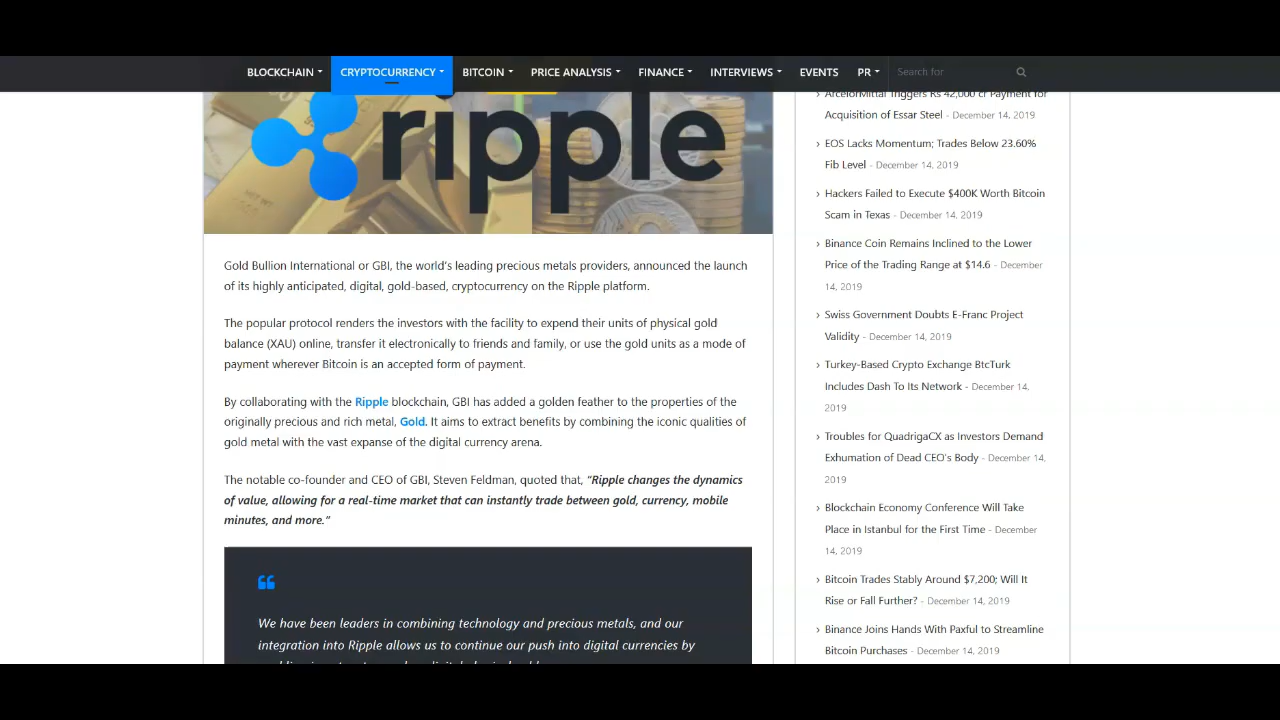 BLOCKCHAIN CRYPTOCURRENCY BITCOIN PRICE ANALYSIS FINANCE INTERVIEWS EVENTS PR Search for
ripple
Gold Bullion International or GBI, the world's leading precious metals providers, announced the launch
of its highly anticipated, digital, gold-based, cryptocurrency on the Ripple platform.
The popular protocol renders the investors with the facility to expend their units of physical gold
balance (XAU) online, transfer it electronically to friends and family, or use the gold units as a mode of
payment wherever Bitcoin is an accepted form of payment.
By collaborating with the Ripple blockchain, GBI has added a golden feather to the properties of the
originally precious and rich metal, Gold. It aims to extract benefits by combining the iconic qualities of
gold metal with the vast expanse of the digital currency arena.
The notable co-founder and CEO of GBI, Steven Feldman, quoted that, “Ripple changes the dynamics
of value, allowing for a real-time market that can instantly trade between gold, currency, mobile
minutes, and more.”
We have been leaders in combining technology and precious metals, and our
integration into Ripple allows us to continue our push into digital currencies by
ArcelorMittal Triggers Rs 42,000 cr Payment for
Acquisition of Essar Steel - December 14, 2019
EOS Lacks Momentum; Trades Below 23.60%
Fib Level - December 14, 2019
Hackers Failed to Execute $400K Worth Bitcoin
Scam in Texas - December 14, 2019
Binance Coin Remains Inclined to the Lower
Price of the Trading Range at $14.6 - December
14, 2019
Swiss Government Doubts E-Franc Project
Validity - December 14, 2019
Turkey-Based Crypto Exchange BtcTurk
Includes Dash To Its Network - December 14,
2019
Troubles for QuadrigaCX as Investors Demand
Exhumation of Dead CEO's Body - December 14,
2019
Blockchain Economy Conference Will Take
Place in Istanbul for the First Time - December
14, 2019
Bitcoin Trades Stably Around $7,200; Will It
Rise or Fall Further? - December 14, 2019
Binance Joins Hands With Paxful to Streamline
Bitcoin Purchases - December 14, 2019